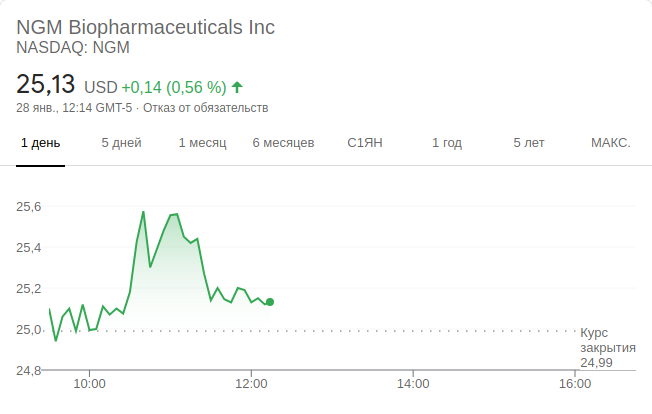 NGM Biopharmaceuticals Inc
NASDAQ: NGM
25,13 USD +0,14 (0,56 %)
28 янв., 12:14 GMT-5 · Отказ от обязательств
1 день 5 дней 1 месяц 6 месяцев С1ЯН 1 год 5 лет МАКС.
25,6
25,4
25,2
25,0
24,8
Курс
закрытия
24,99
10:00 12:00 14:00 16:00